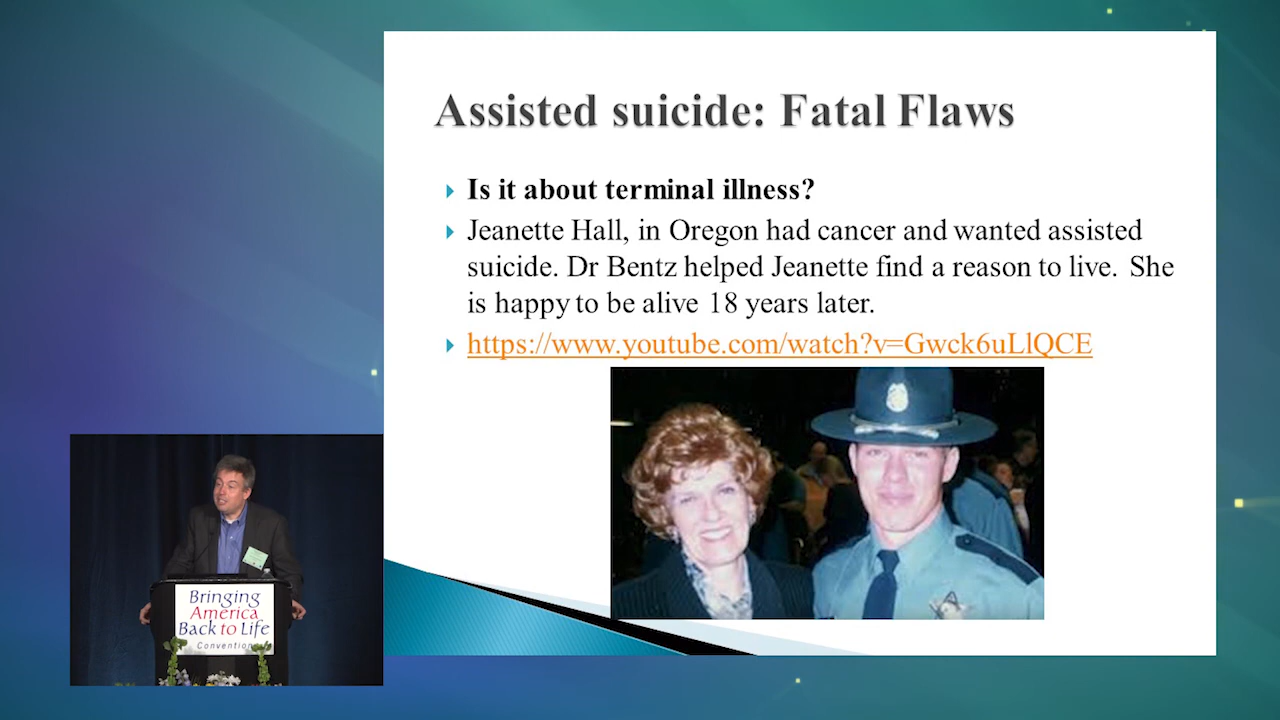 Assisted suicide: Fatal Flaws
Is it about terminal illness?
Jeanette Hall, in Oregon had cancer and wanted assisted
suicide. Dr Bentz helped Jeanette find a reason to live. She
is happy to be alive 18 years later.
https://www.youtube.com/watch?v=Gwck6uLlQCE
Bringing
America
Back to Life
Convention